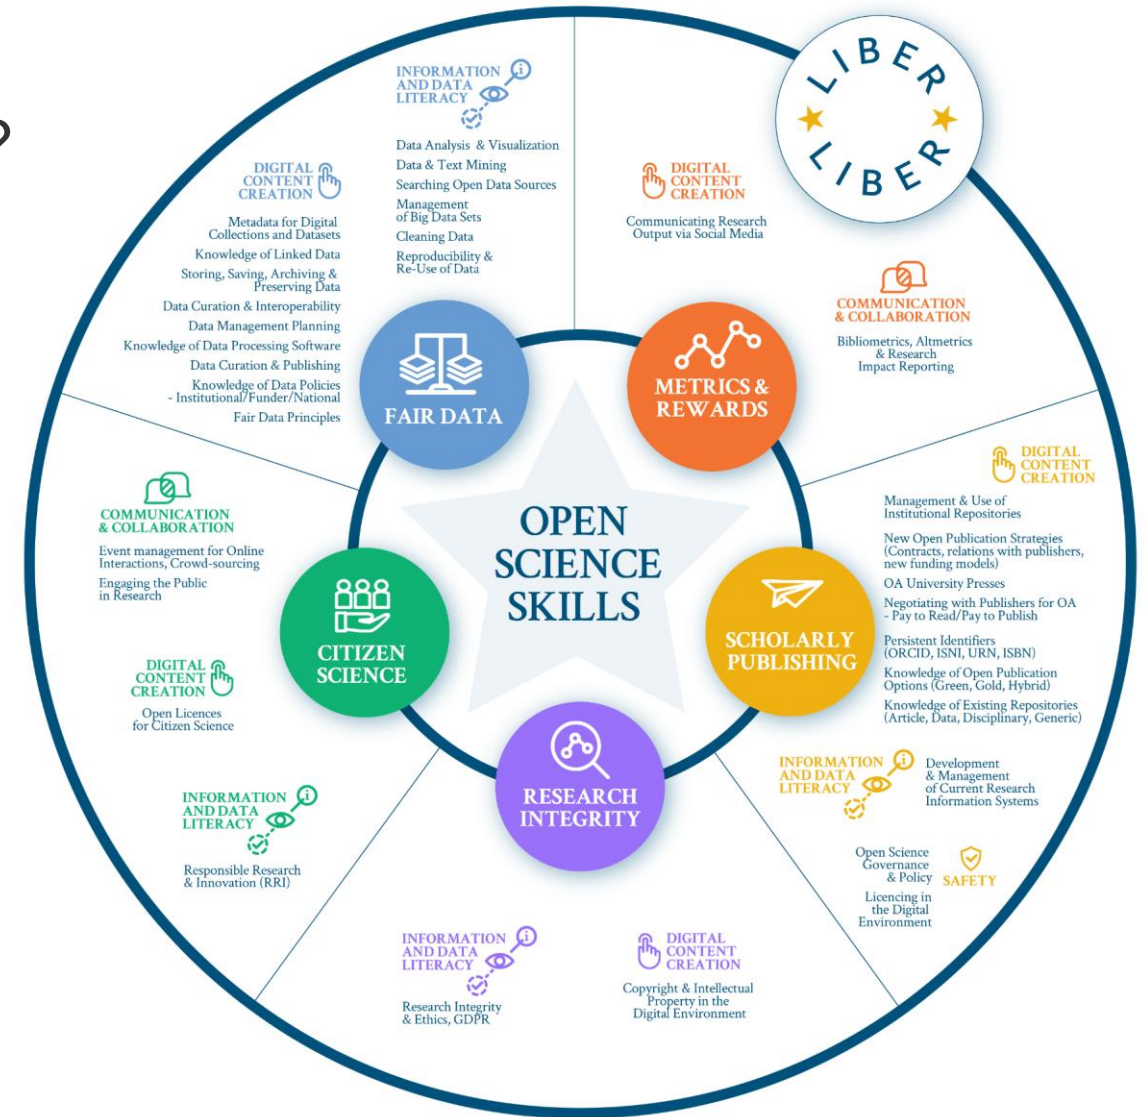 ?
LIBER
LIBER
INFORMATION
AND DATA
LITERACY
Data Analysis & Visualization
Data & Text Mining
Searching Open Data Sources
Management
of Big Data Sets
Cleaning Data
Reproducibility &
Re-Use of Data
DIGITAL
CONTENT
CREATION
Metadata for Digital
Collections and Datasets
Knowledge of Linked Data
Storing, Saving, Archiving &
Preserving Data
Data Curation & Interoperability
Data Management Planning
Knowledge of Data Processing Software
Data Curation & Publishing
Knowledge of Data Policies
- Institutional/Funder/National
Fair Data Principles
FAIR DATA
DIGITAL
CONTENT
CREATION
Communicating Research
Output via Social Media
COMMUNICATION
& COLLABORATION
Bibliometrics, Altmetrics
& Research
Impact Reporting
METRICS &
REWARDS
OPEN
SCIENCE
SKILLS
DIGITAL
CONTENT
CREATION
Management & Use of
Institutional Repositories
New Open Publication Strategies
(Contracts, relations with publishers,
new funding models)
OA University Presses
Negotiating with Publishers for OA
- Pay to Read/Pay to Publish
Persistent Identifiers
(ORCID, ISNI, URN, ISBN)
Knowledge of Open Publication
Options (Green, Gold, Hybrid)
Knowledge of Existing Repositories
(Article, Data, Disciplinary, Generic)
SCHOLARLY
PUBLISHING
INFORMATION
AND DATA
LITERACY
Development
& Management
of Current Research
Information Systems
Open Science
Governance
& Policy
Licencing in
the Digital
Environment
SAFETY
RESEARCH
INTEGRITY
INFORMATION
AND DATA
LITERACY
Research Integrity
& Ethics, GDPR
DIGITAL
CONTENT
CREATION
Copyright & Intellectual
Property in the
Digital Environment
COMMUNICATION
& COLLABORATION
Event management for Online
Interactions, Crowd-sourcing
Engaging the Public
in Research
CITIZEN
SCIENCE
DIGITAL
CONTENT
CREATION
Open Licences
for Citizen Science
INFORMATION
AND DATA
LITERACY
Responsible Research
& Innovation (RRI)